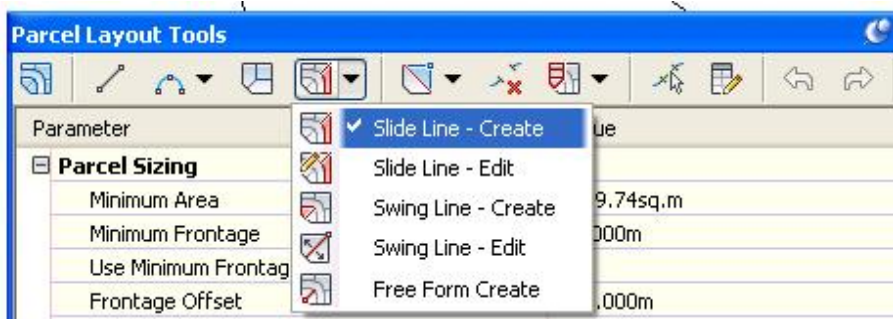 Parcel Layout Tools
Parameter
Slide Line - Create
Slide Line - Edit
Swing Line - Create
Swing Line - Edit
Free Form Create
Parcel Sizing
Minimum Area 9.74sq.m
Minimum Frontage 000m
Use Minimum Frontag
Frontage Offset .000m